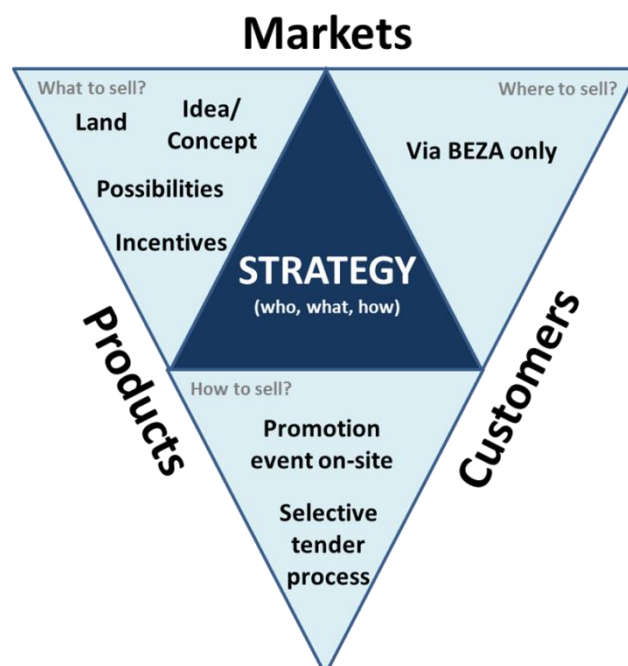 Markets
What to sell?
Land
Idea/
Concept
Possibilities
Incentives
Where to sell?
Via BEZA only
STRATEGY
(who, what, how)
Products
Customers
How to sell?
Promotion
event on-site
Selective
tender
process